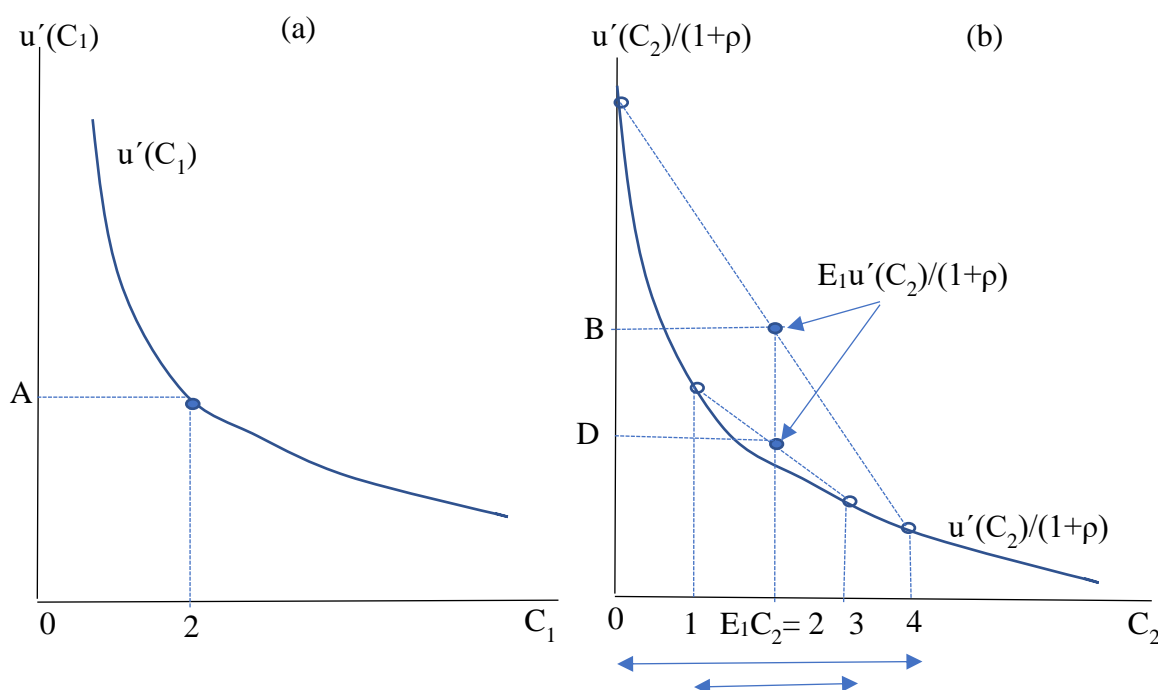 (a)
u´(C1)
u´(C1)
A
0
2
C1
(b)
u´(C2)/(1+ρ)
E1u´(C2)/(1+ρ)
B
D
u´(C2)/(1+ρ)
0
1
E1C2= 2
3
4
C2